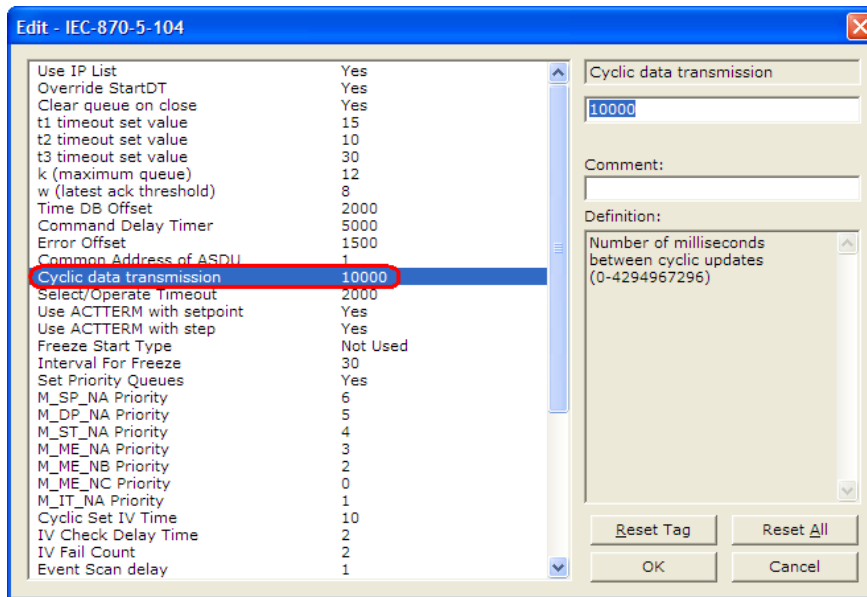 Edit - IEC-870-5-104
Use IP List Yes
Override StartDT Yes
Clear queue on close Yes
t1 timeout set value 15
t2 timeout set value 10
t3 timeout set value 30
k (maximum queue) 12
w (latest ack threshold) 8
Time DB Offset 2000
Command Delay Timer 5000
Error Offset 1500
Common Address of ASDU 1
Cyclic data transmission 10000
Select/Operate Timeout 2000
Use ACTTERM with setpoint Yes
Use ACTTERM with step Yes
Freeze Start Type Not Used
Interval For Freeze 30
Set Priority Queues Yes
M_SP_NA Priority 6
M_DP_NA Priority 5
M_ST_NA Priority 4
M_ME_NA Priority 3
M_ME_NB Priority 2
M_ME_NC Priority 0
M_IT_NA Priority 1
Cyclic Set IV Time 10
IV Check Delay Time 2
IV Fail Count 2
Event Scan delay 1
Cyclic data transmission
10000
Comment:
Definition:
Number of milliseconds
between cyclic updates
(0-4294967296)
Reset Tag Reset All
OK Cancel